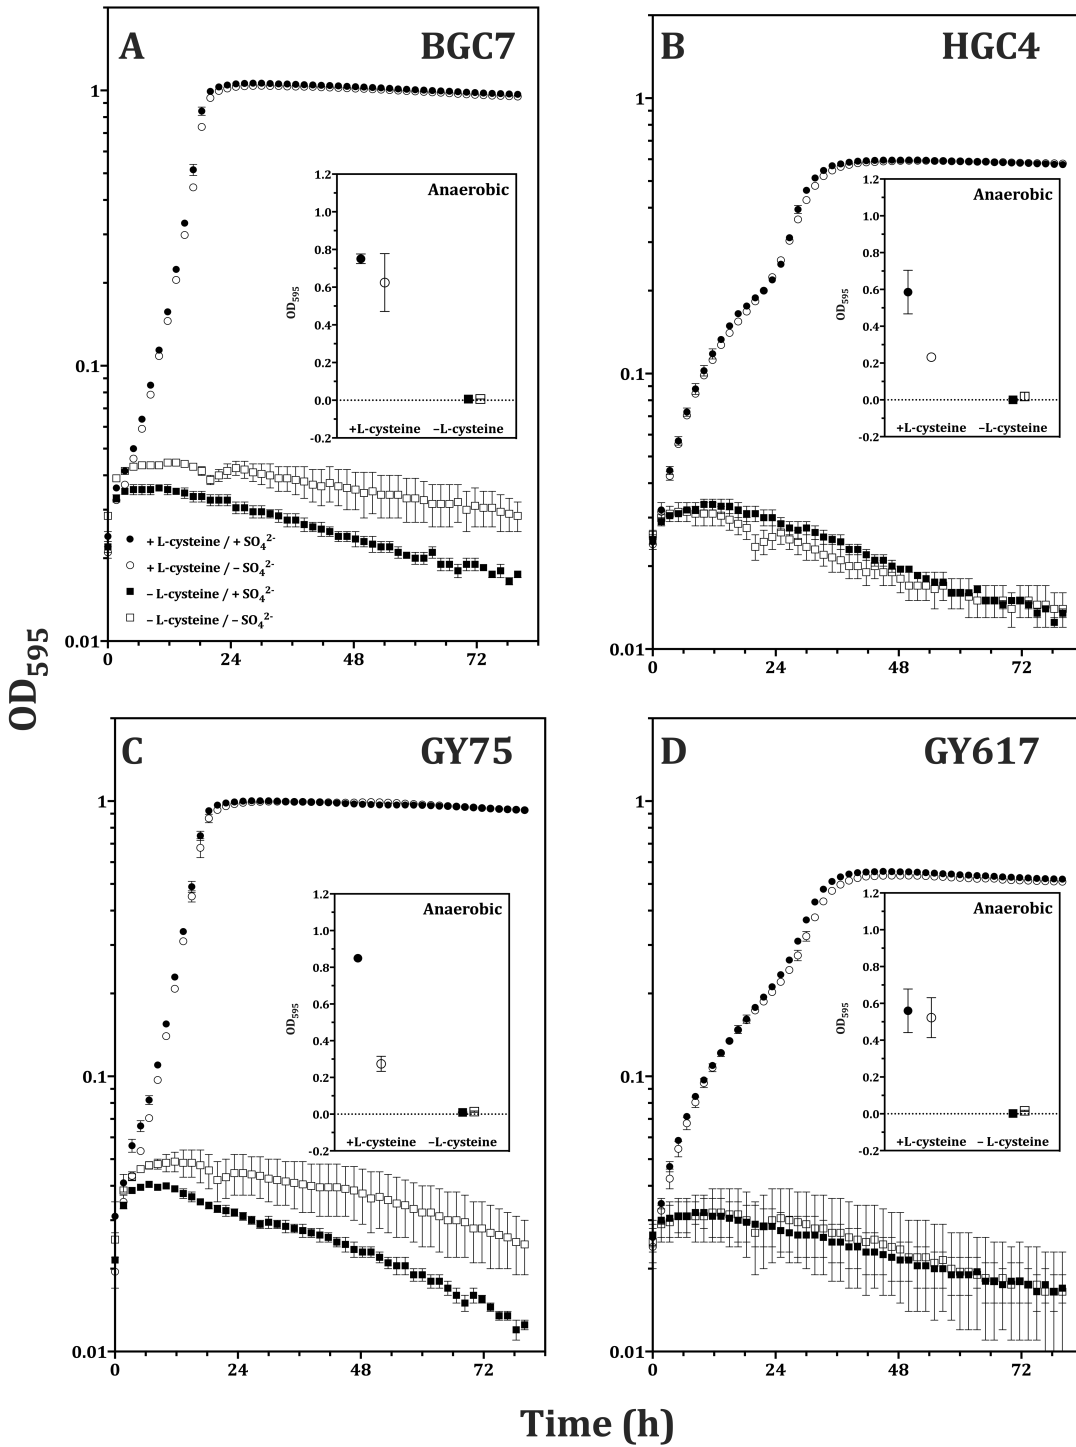 A
BGC7
1
0.1
0.01
0
24
48
72
Anaerobic
OD595
1.2
1.0
0.8
0.6
0.4
0.2
0.0
-0.2
+L-cysteine
−L-cysteine
+ L-cysteine / + SO₄²⁻
+ L-cysteine / − SO₄²⁻
− L-cysteine / + SO₄²⁻
− L-cysteine / − SO₄²⁻
B
HGC4
1
0.1
0.01
0
24
48
72
Anaerobic
OD595
1.2
1.0
0.8
0.6
0.4
0.2
0.0
-0.2
+L-cysteine
−L-cysteine
OD595
C
GY75
1
0.1
0.01
0
24
48
72
Anaerobic
OD595
1.2
1.0
0.8
0.6
0.4
0.2
0.0
-0.2
+L-cysteine
−L-cysteine
D
GY617
1
0.1
0.01
0
24
48
72
Anaerobic
OD595
1.2
1.0
0.8
0.6
0.4
0.2
0.0
-0.2
+L-cysteine
− L-cysteine
Time (h)